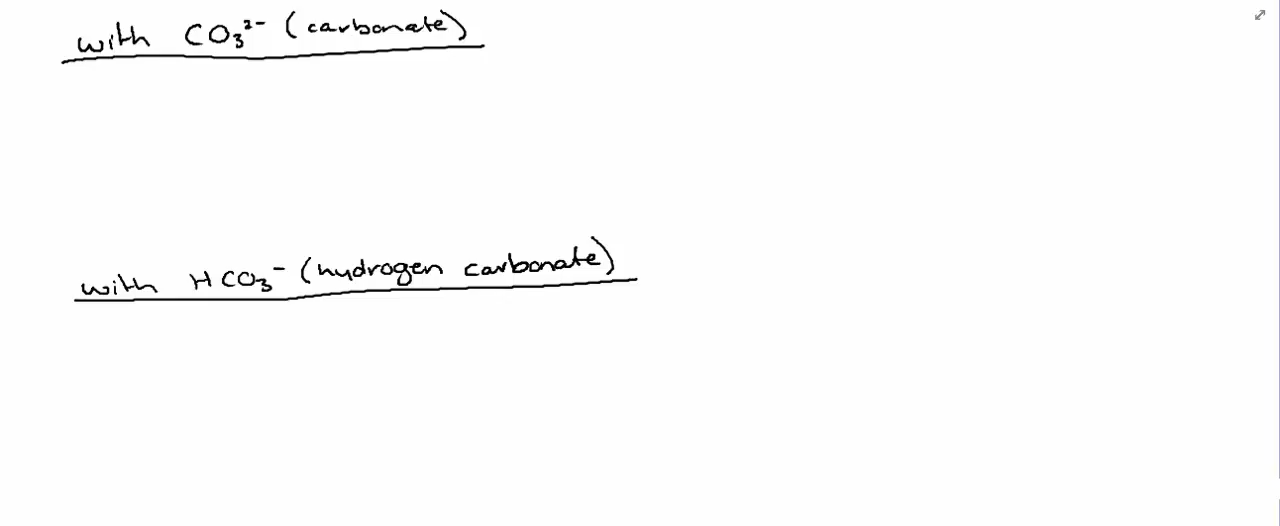 with CO₃²⁻ (carbonate)
with HCO₃⁻ (hydrogen carbonate)